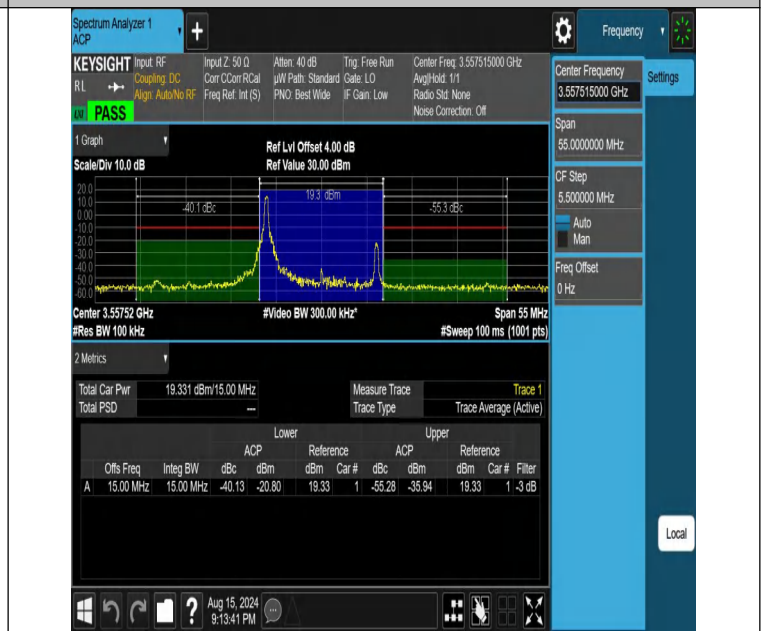 Spectrum Analyzer 1
ACP
+
Frequency
KEYSIGHT Input: RF Input Z: 50 Ω Atten: 40 dB Trig: Free Run Center Freq: 3.557515000 GHz
RL Coupling: DC Corr CCorr RCal µW Path: Standard Gate: LO Avg|Hold: 1/1
Align: Auto/No RF Freq Ref: Int (S) PNO: Best Wide IF Gain: Low Radio Std: None
LXI PASS Noise Correction: Off
Center Frequency
3.557515000 GHz
Settings
Span
55.0000000 MHz
CF Step
5.500000 MHz
Auto
Man
Freq Offset
0 Hz
Local
1 Graph
Ref Lvl Offset 4.00 dB
Scale/Div 10.0 dB Ref Value 30.00 dBm
20.0
10.0
0.00
-10.0
-20.0
-30.0
-40.0
-50.0
-60.0
-40.1 dBc 19.3 dBm -55.3 dBc
Center 3.55752 GHz #Video BW 300.00 kHz* Span 55 MHz
#Res BW 100 kHz #Sweep 100 ms (1001 pts)
2 Metrics
Total Car Pwr 19.331 dBm/15.00 MHz Measure Trace Trace 1
Total PSD --- Trace Type Trace Average (Active)
Lower Upper
ACP Reference ACP Reference
Offs Freq Integ BW dBc dBm dBm Car # dBc dBm dBm Car # Filter
A 15.00 MHz 15.00 MHz -40.13 -20.80 19.33 1 -55.28 -35.94 19.33 1 -3 dB
? Aug 15, 2024
9:13:41 PM